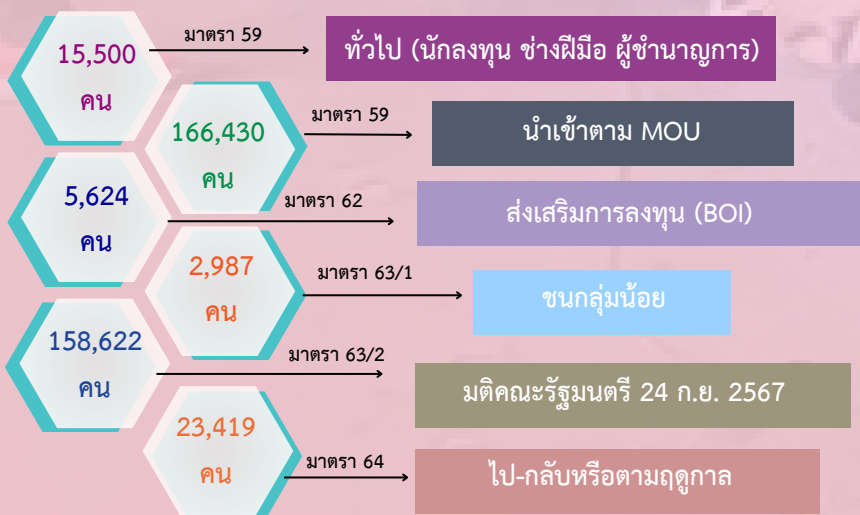 15,500
คน
มาตรา 59
ทั่วไป (นักลงทุน ช่างฝีมือ ผู้ชำนาญการ)
166,430
คน
มาตรา 59
นำเข้าตาม MOU
5,624
คน
มาตรา 62
ส่งเสริมการลงทุน (BOI)
2,987
คน
มาตรา 63/1
ชนกลุ่มน้อย
158,622
คน
มาตรา 63/2
มติคณะรัฐมนตรี 24 ก.ย. 2567
23,419
คน
มาตรา 64
ไป-กลับหรือตามฤดูกาล